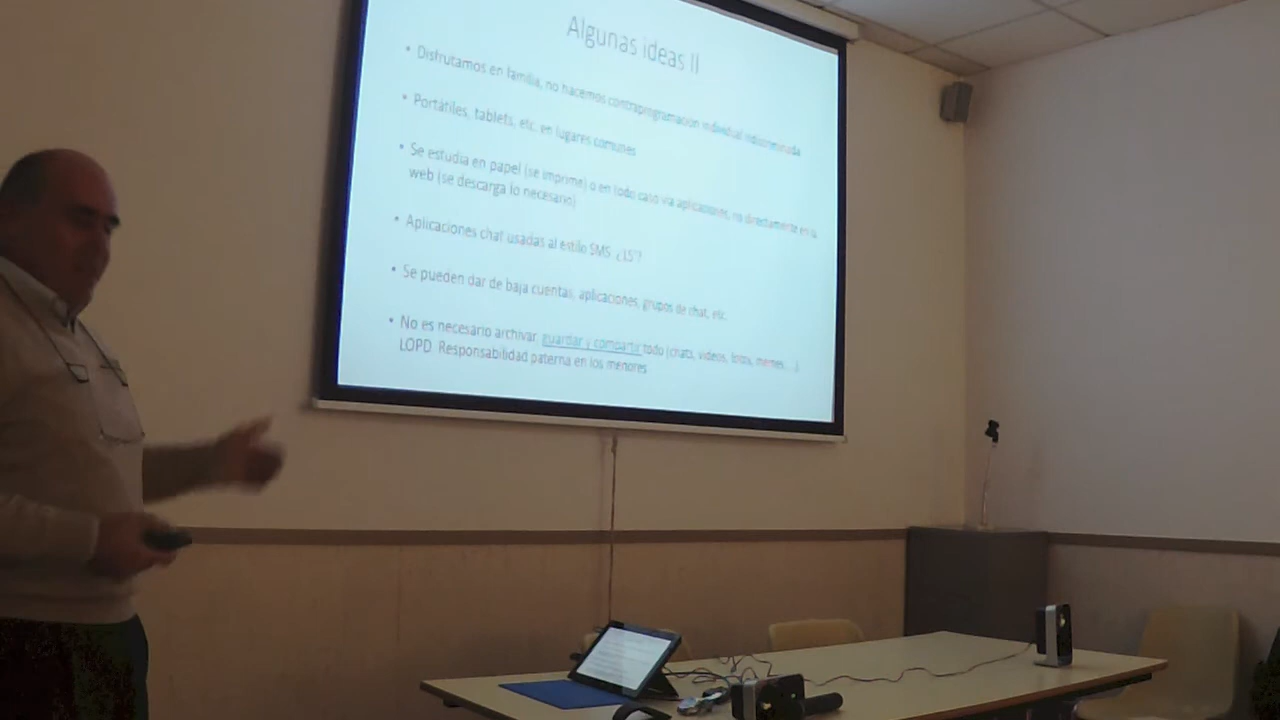 Algunas ideas II
• Disfrutamos en familia, no hacemos contraprogramación individual indiscriminada
• Portátiles, tablets, etc. en lugares comunes
• Se estudia en papel (se imprime) o en todo caso vía aplicaciones, no directamente en la
web (se descarga lo necesario)
• Aplicaciones chat usadas al estilo SMS. ¿15'?
• Se pueden dar de baja cuentas, aplicaciones, grupos de chat, etc.
• No es necesario archivar, guardar y compartir todo (chats, videos, fotos, memes, ...)
LOPD. Responsabilidad paterna en los menores